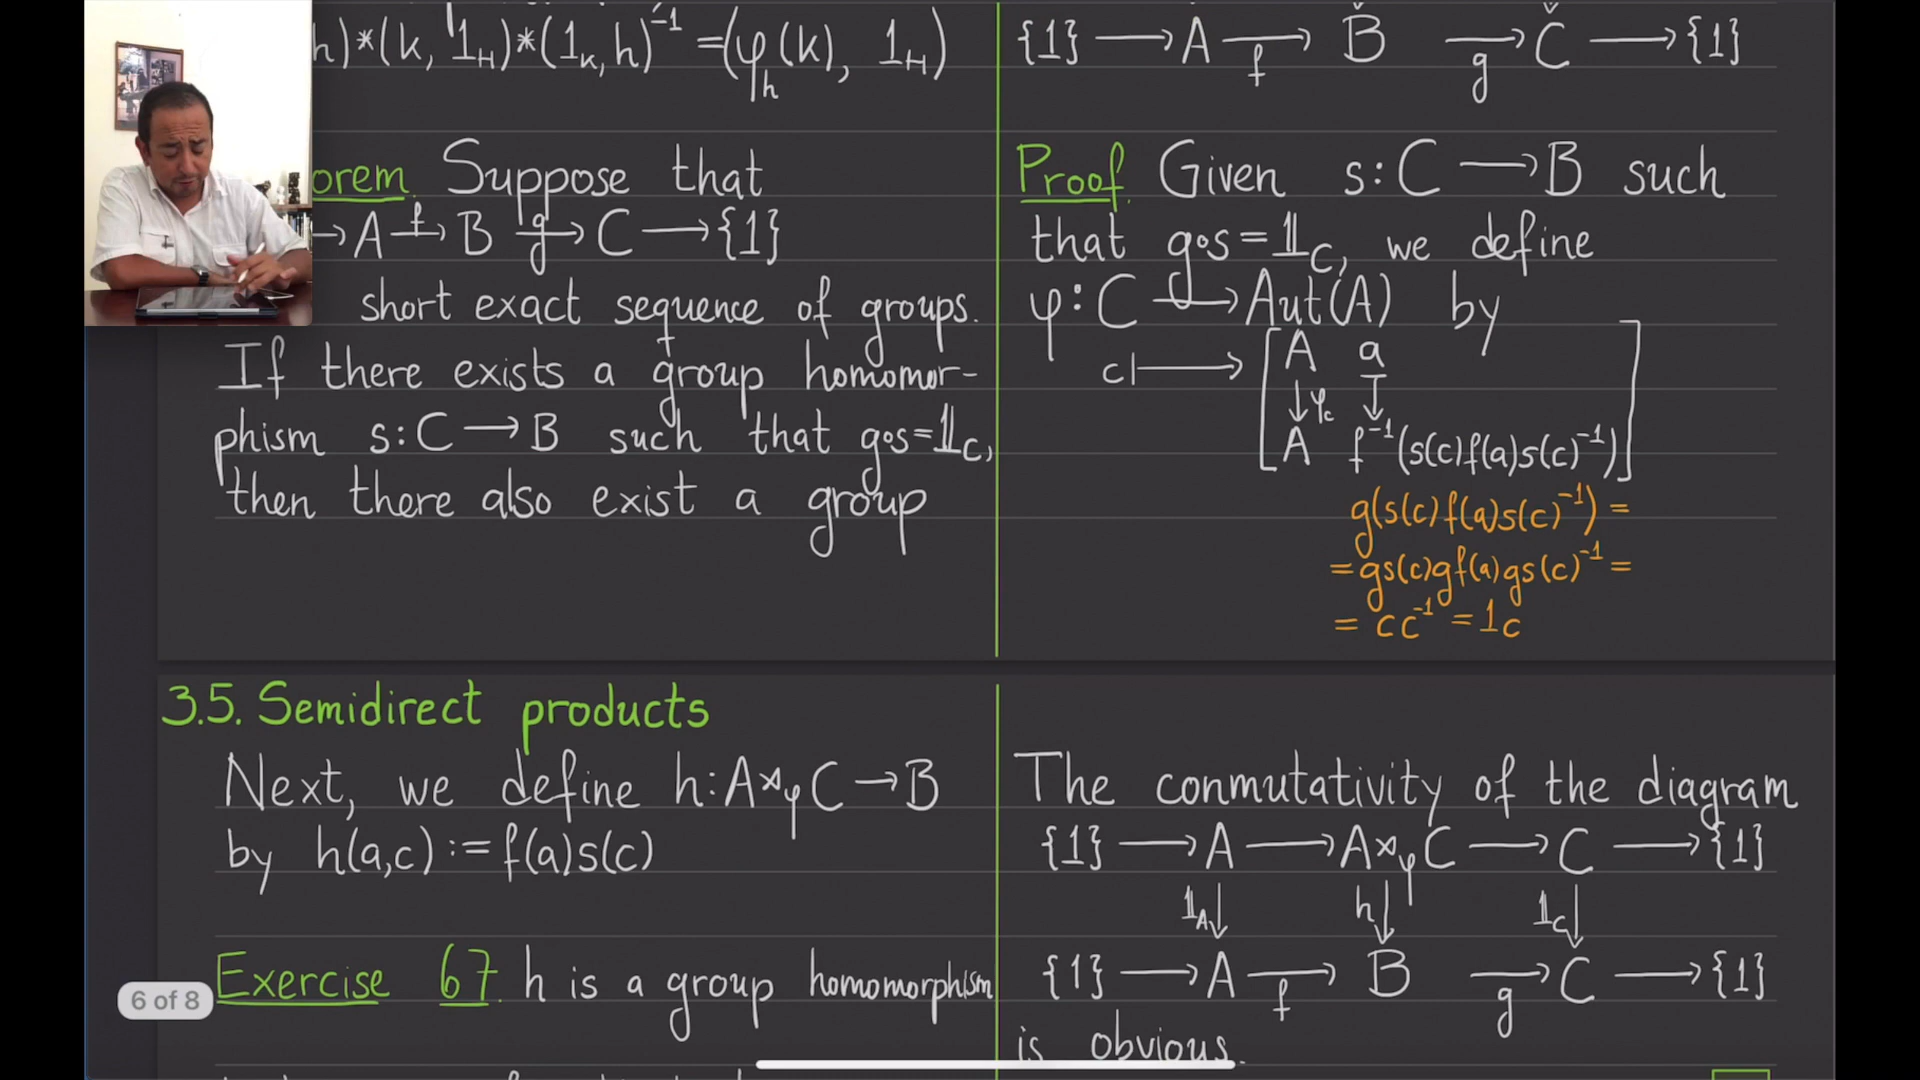 h)*(k, 1_H)*(1_k, h)^{-1} = (φ_h(k), 1_H)
orem. Suppose that
→A -f→ B -g→ C →{1}
short exact sequence of groups.
If there exists a group homomor-
phism s:C→B such that g∘s=𝟙_C,
then there also exist a group
{1} → A -f→ B -g→ C → {1}
Proof. Given s:C→B such
that g∘s=𝟙_C, we define
φ:C→Aut(A) by
c ↦ [A a
↓φ_c ↧
A f^{-1}(s(c)f(a)s(c)^{-1})]
g(s(c)f(a)s(c)^{-1}) =
= gs(c)gf(a)gs(c)^{-1} =
= cc^{-1} = 1_C
3.5. Semidirect products
Next, we define h:A⋊_φ C→B
by h(a,c):=f(a)s(c)
Exercise 67. h is a group homomorphism
6 of 8
The conmutativity of the diagram
{1} → A → A⋊_φ C → C → {1}
𝟙_A↓ h↓ 1_C↓
{1} → A -f→ B -g→ C → {1}
is obvious.